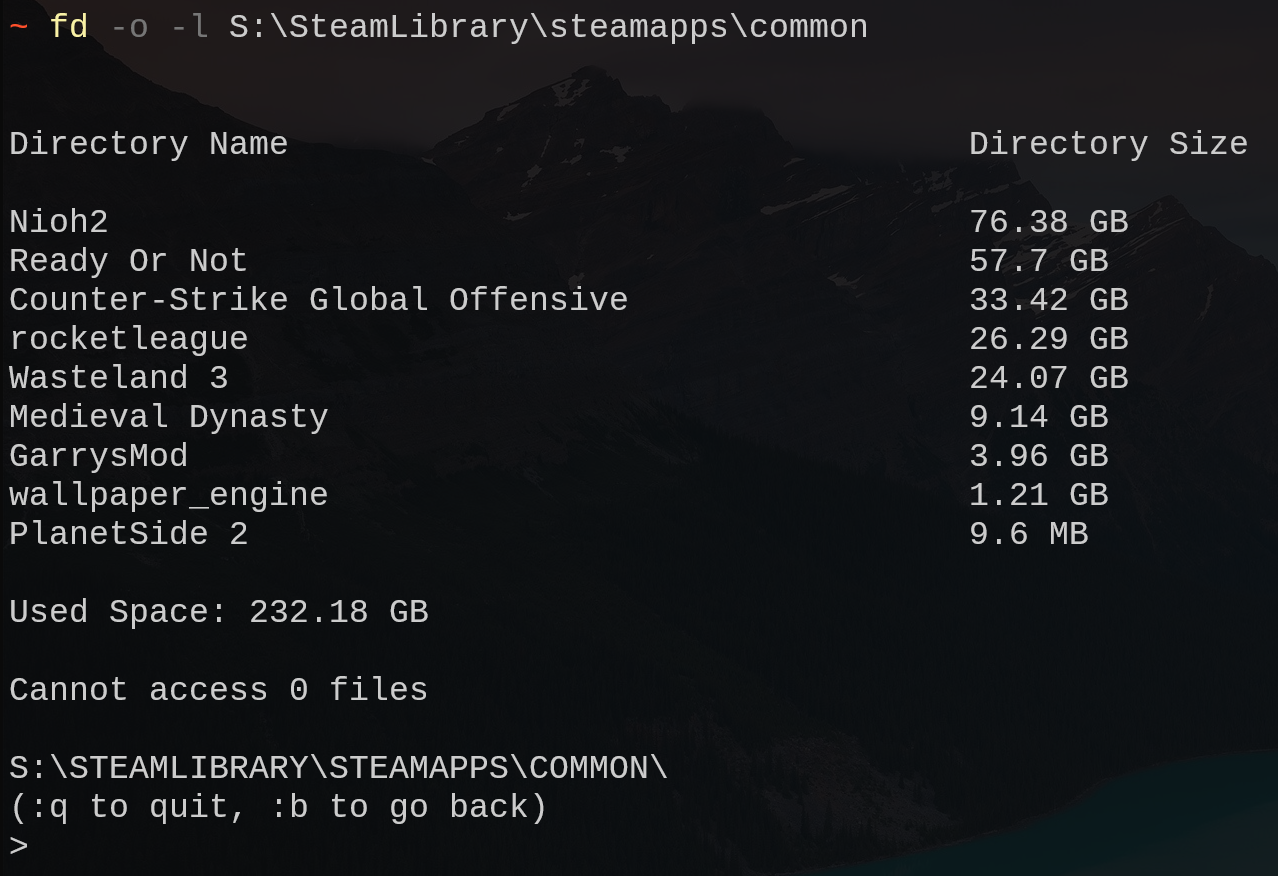 ~ fd -o -l S:\SteamLibrary\steamapps\common
Directory Name Directory Size
Nioh2 76.38 GB
Ready Or Not 57.7 GB
Counter-Strike Global Offensive 33.42 GB
rocketleague 26.29 GB
Wasteland 3 24.07 GB
Medieval Dynasty 9.14 GB
GarrysMod 3.96 GB
wallpaper_engine 1.21 GB
PlanetSide 2 9.6 MB
Used Space: 232.18 GB
Cannot access 0 files
S:\STEAMLIBRARY\STEAMAPPS\COMMON\
(:q to quit, :b to go back)
>